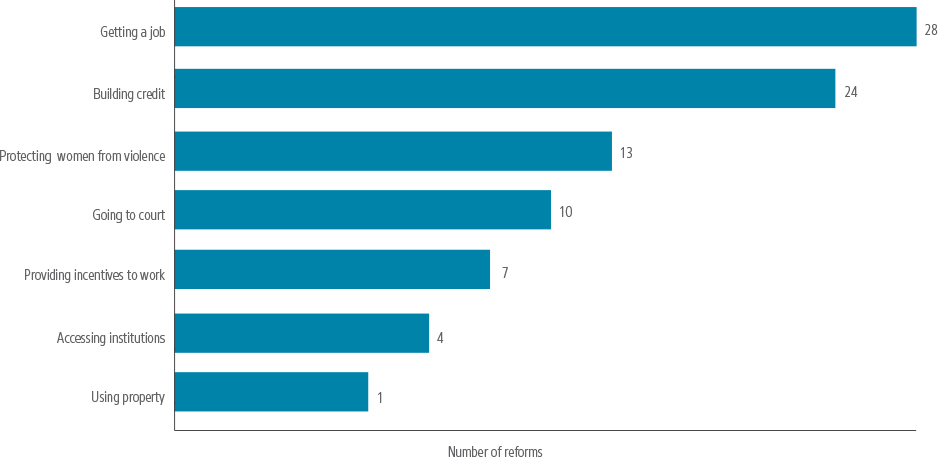 Getting a job 28
Building credit 24
Protecting women from violence 13
Going to court 10
Providing incentives to work 7
Accessing institutions 4
Using property 1
Number of reforms